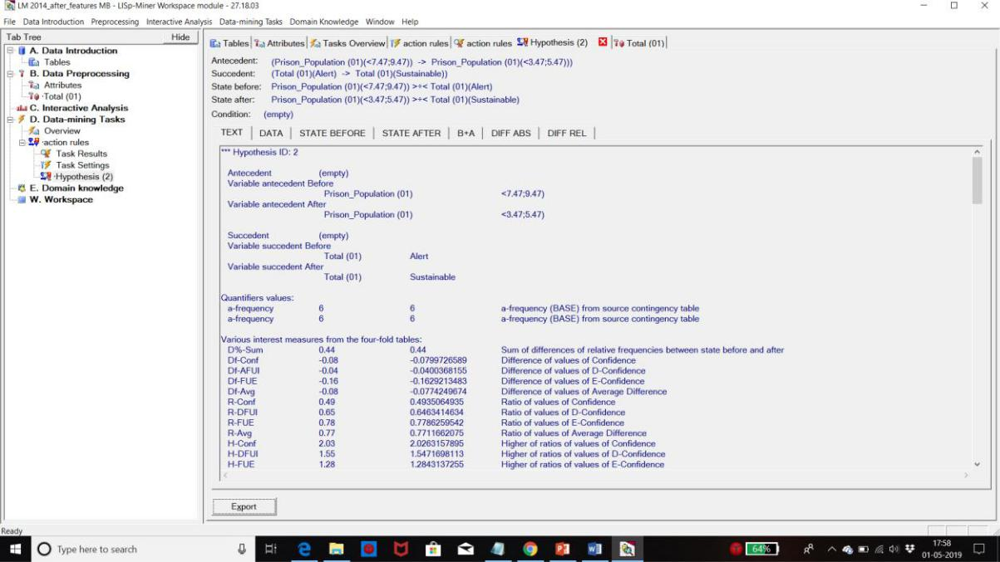 LM 2014_after_features MB - LISp-Miner Workspace module - 27.18.03
File Data Introduction Preprocessing Interactive Analysis Data-mining Tasks Domain Knowledge Window Help
Tab Tree Hide
A. Data Introduction
Tables
B. Data Preprocessing
Attributes
·Total (01)
C. Interactive Analysis
D. Data-mining Tasks
Overview
·action rules
Task Results
Task Settings
·Hypothesis (2)
E. Domain knowledge
W. Workspace
Tables Attributes Tasks Overview action rules action rules Hypothesis (2) Total (01)
Antecedent: (Prison_Population (01)(<7.47;9.47)) -> Prison_Population (01)(<3.47;5.47)))
Succedent: (Total (01)(Alert) -> Total (01)(Sustainable))
State before: Prison_Population (01)(<7.47;9.47)) >÷< Total (01)(Alert)
State after: Prison_Population (01)(<3.47;5.47)) >÷< Total (01)(Sustainable)
Condition: (empty)
TEXT DATA STATE BEFORE STATE AFTER B+A DIFF ABS DIFF REL
*** Hypothesis ID: 2
Antecedent (empty)
Variable antecedent Before
Prison_Population (01) <7.47;9.47)
Variable antecedent After
Prison_Population (01) <3.47;5.47)
Succedent (empty)
Variable succedent Before
Total (01) Alert
Variable succedent After
Total (01) Sustainable
Quantifiers values:
a-frequency 6 6 a-frequency (BASE) from source contingency table
a-frequency 6 6 a-frequency (BASE) from source contingency table
Various interest measures from the four-fold tables:
D%-Sum 0.44 0.44 Sum of differences of relative frequencies between state before and after
Df-Conf -0.08 -0.0799726589 Difference of values of Confidence
Df-AFUI -0.04 -0.0400368155 Difference of values of D-Confidence
Df-FUE -0.16 -0.1629213483 Difference of values of E-Confidence
Df-Avg -0.08 -0.0774249674 Difference of values of Average Difference
R-Conf 0.49 0.4935064935 Ratio of values of Confidence
R-DFUI 0.65 0.6463414634 Ratio of values of D-Confidence
R-FUE 0.78 0.7786259542 Ratio of values of E-Confidence
R-Avg 0.77 0.7711662075 Ratio of values of Average Difference
H-Conf 2.03 2.0263157895 Higher of ratios of values of Confidence
H-DFUI 1.55 1.5471698113 Higher of ratios of values of D-Confidence
H-FUE 1.28 1.2843137255 Higher of ratios of values of E-Confidence
Export
Ready
Type here to search
64%
17:58
01-05-2019